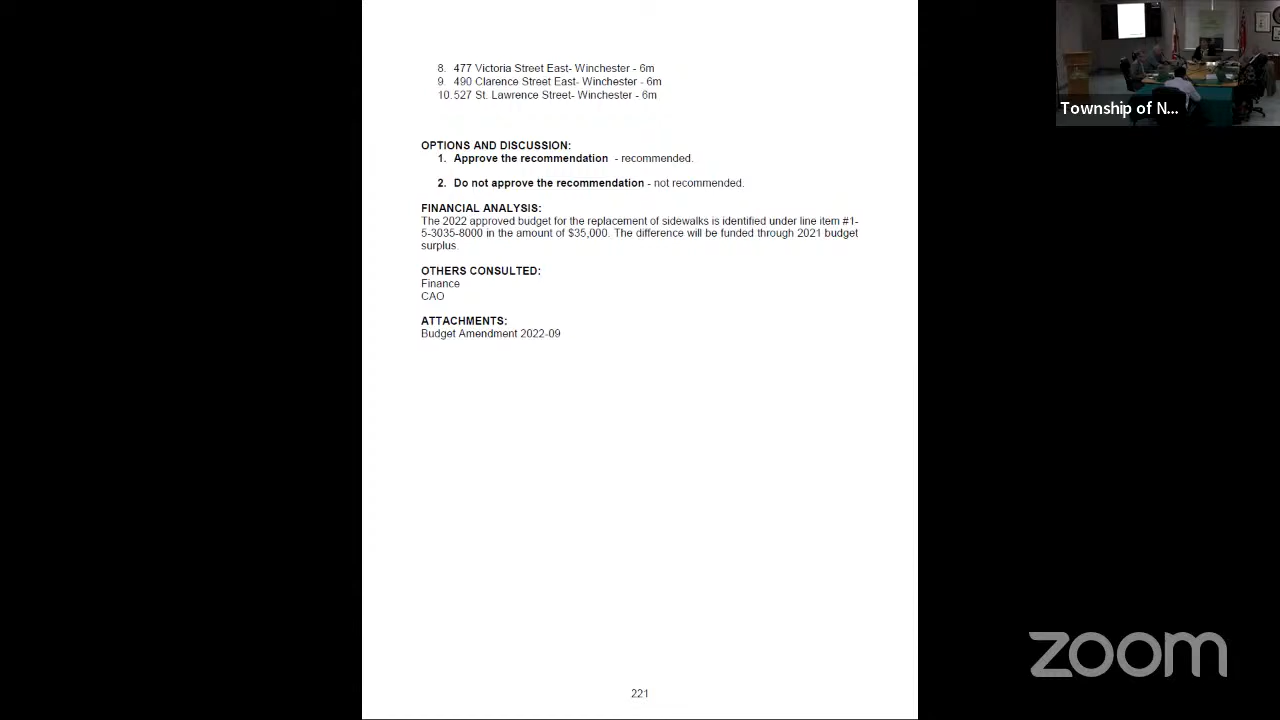 8. 477 Victoria Street East- Winchester - 6m
9. 490 Clarence Street East- Winchester - 6m
10. 527 St. Lawrence Street- Winchester - 6m
OPTIONS AND DISCUSSION:
1. Approve the recommendation - recommended.
2. Do not approve the recommendation - not recommended.
FINANCIAL ANALYSIS:
The 2022 approved budget for the replacement of sidewalks is identified under line item #1-
5-3035-8000 in the amount of $35,000. The difference will be funded through 2021 budget
surplus.
OTHERS CONSULTED:
Finance
CAO
ATTACHMENTS:
Budget Amendment 2022-09
221
Township of N...
zoom